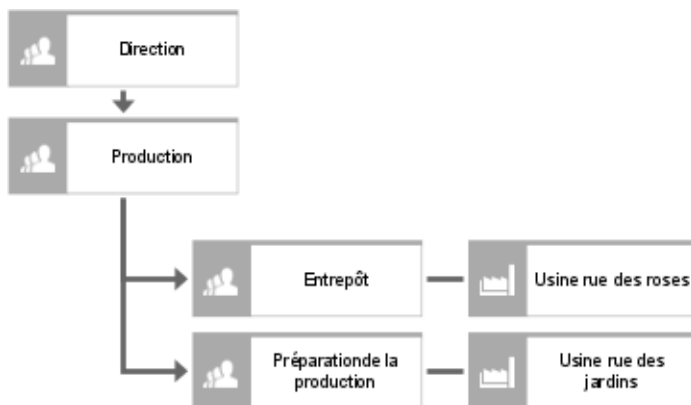 Direction
Production
Entrepôt
Usine rue des roses
Préparationde la
production
Usine rue des
jardins